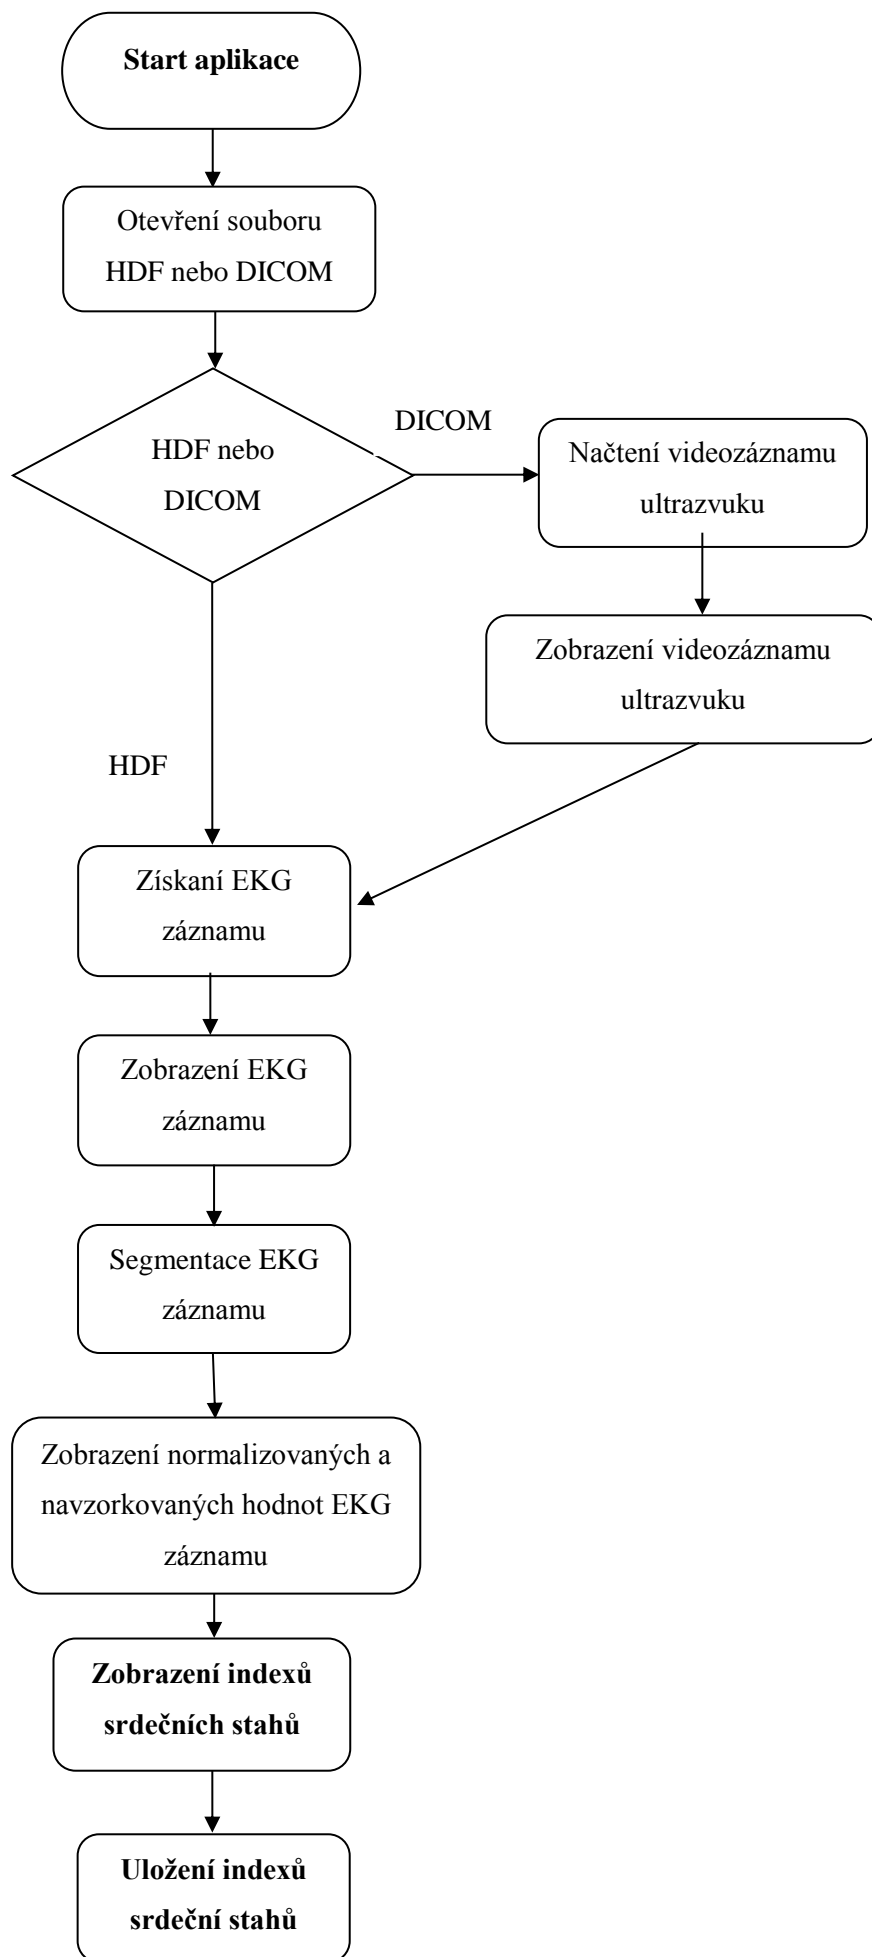 Start aplikace
Otevření souboru
HDF nebo DICOM
HDF nebo
DICOM
DICOM
Načtení videozáznamu
ultrazvuku
Zobrazení videozáznamu
ultrazvuku
HDF
Získaní EKG
záznamu
Zobrazení EKG
záznamu
Segmentace EKG
záznamu
Zobrazení normalizovaných a
navzorkovaných hodnot EKG
záznamu
Zobrazení indexů
srdečních stahů
Uložení indexů
srdeční stahů